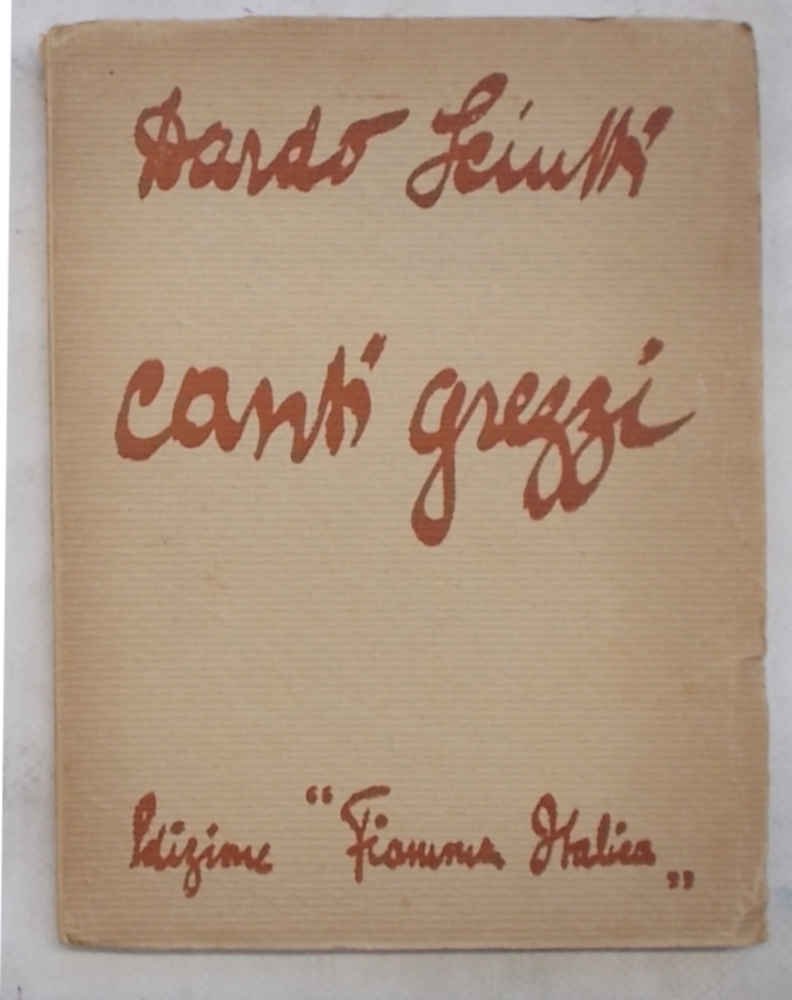 Dardo Sciutti
canti grezzi
Edizione "Fiamma Italica„